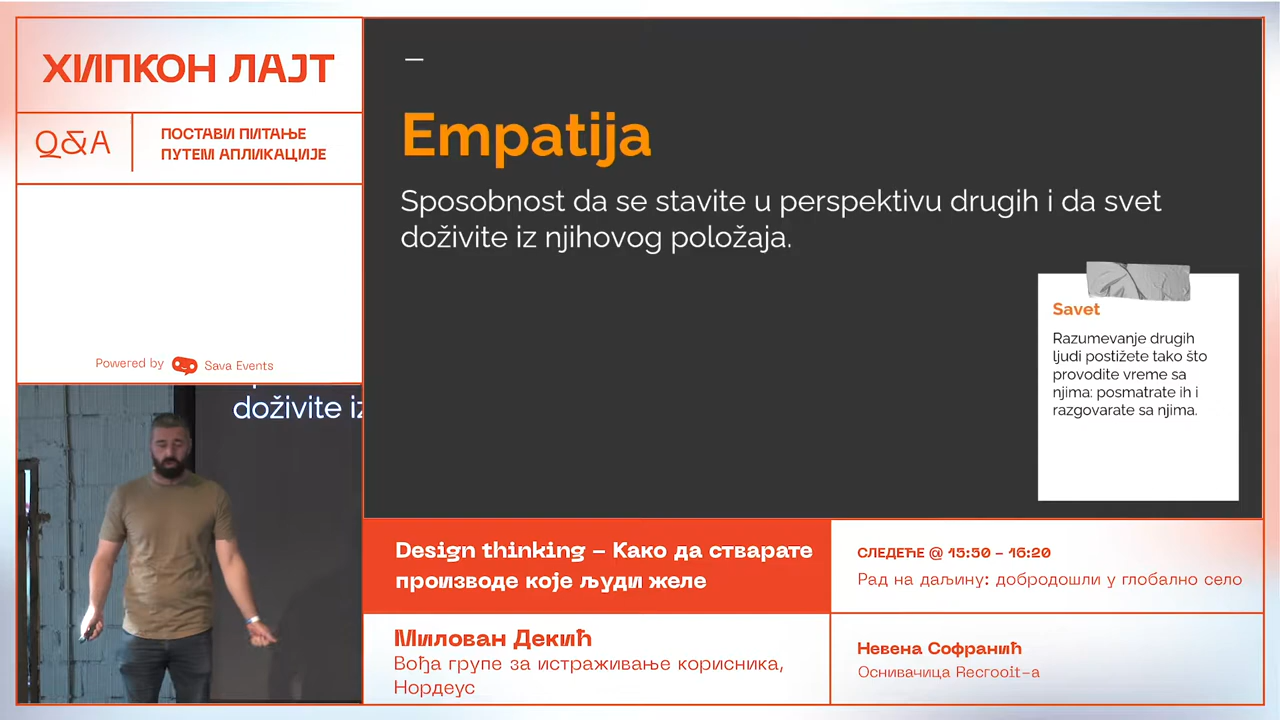 ХИПКОН ЛАЈТ
Q&A
ПОСТАВИ ПИТАЊЕ
ПУТЕМ АПЛИКАЦИЈЕ
Powered by Sava Events
doživite iz
Empatija
Sposobnost da se stavite u perspektivu drugih i da svet
doživite iz njihovog položaja.
Savet
Razumevanje drugih
ljudi postižete tako što
provodite vreme sa
njima: posmatrate ih i
razgovarate sa njima.
Design thinking – Како да стварате
производе које људи желе
Милован Декић
Вођа групе за истраживање корисника,
Нордеус
СЛЕДЕЋЕ @ 15:50 – 16:20
Рад на даљину: добродошли у глобално село
Невена Софранић
Оснивачица Recrooit-a